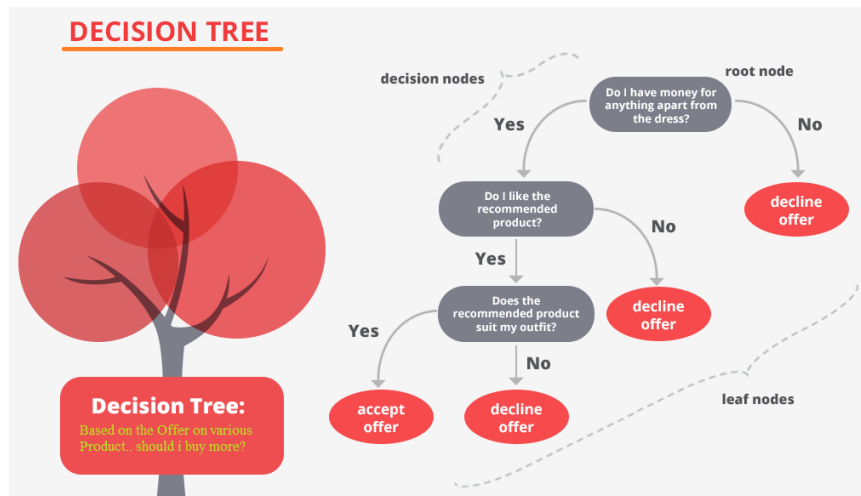 DECISION TREE
decision nodes
root node
Do I have money for
anything apart from
the dress?
Yes
No
Do I like the
recommended
product?
decline
offer
No
Yes
Does the
recommended product
suit my outfit?
decline
offer
Yes
No
accept
offer
decline
offer
leaf nodes
Decision Tree:
Based on the Offer on various
Product.. should i buy more?